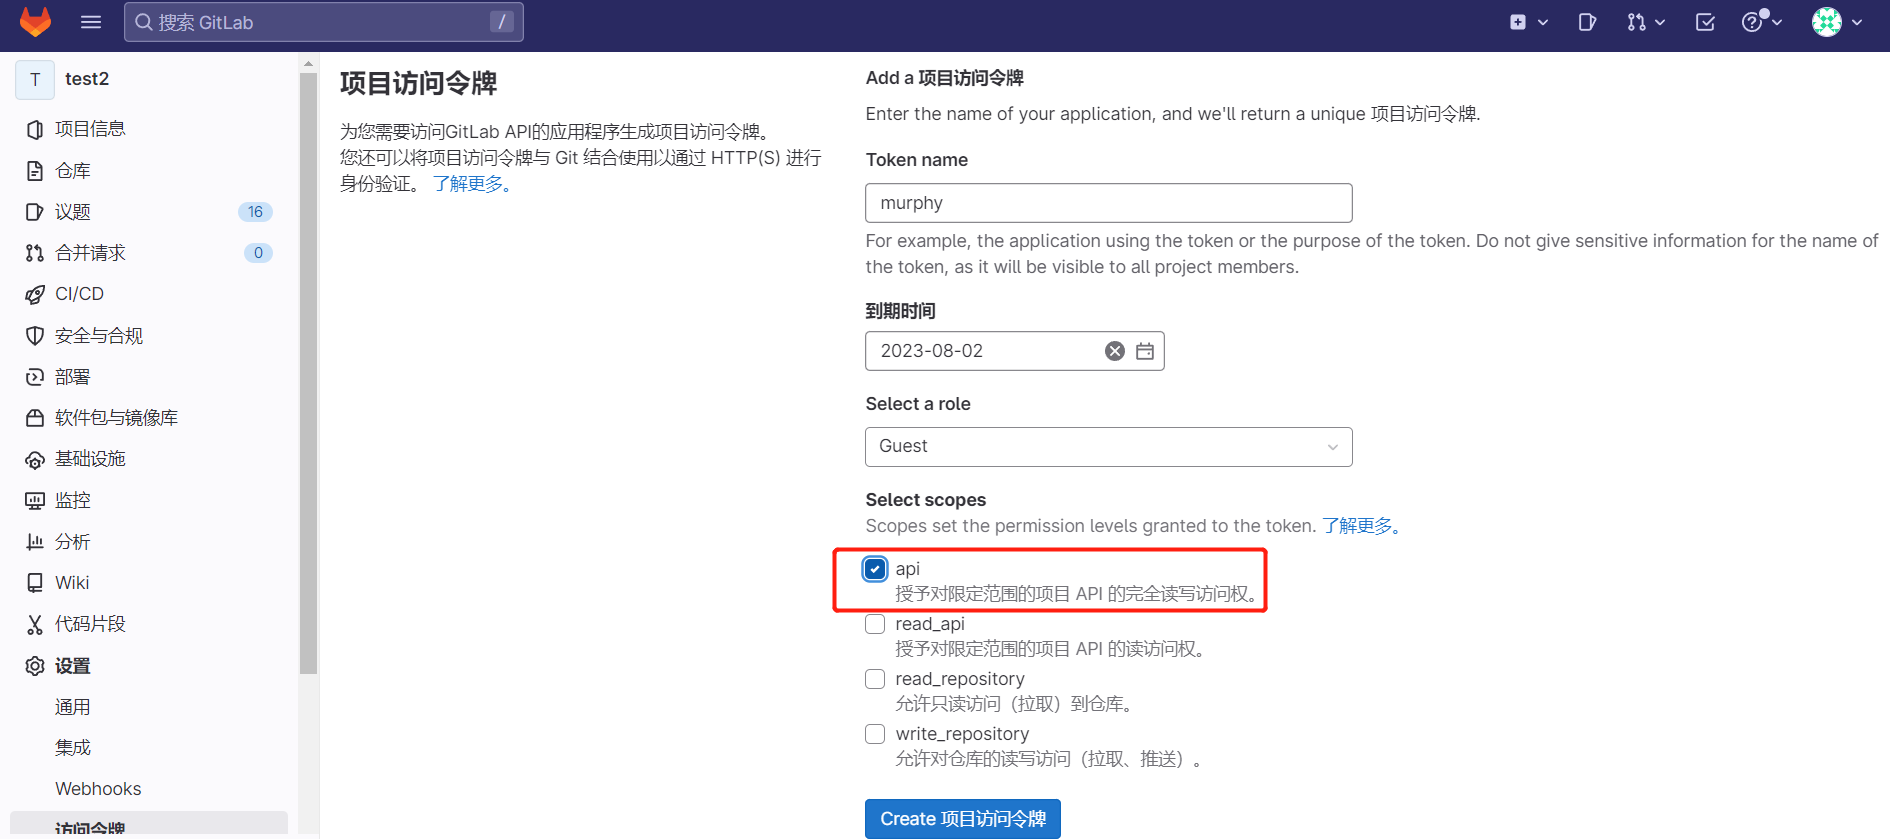 搜索 GitLab
/
T
test2
项目信息
仓库
议题
16
合并请求
0
CI/CD
安全与合规
部署
软件包与镜像库
基础设施
监控
分析
Wiki
代码片段
设置
通用
集成
Webhooks
访问令牌
项目访问令牌
为您需要访问GitLab API的应用程序生成项目访问令牌。
您还可以将项目访问令牌与 Git 结合使用以通过 HTTP(S) 进行
身份验证。 了解更多。
Add a 项目访问令牌
Enter the name of your application, and we'll return a unique 项目访问令牌.
Token name
murphy
For example, the application using the token or the purpose of the token. Do not give sensitive information for the name of
the token, as it will be visible to all project members.
到期时间
2023-08-02
Select a role
Guest
Select scopes
Scopes set the permission levels granted to the token. 了解更多。
api
授予对限定范围的项目 API 的完全读写访问权。
read_api
授予对限定范围的项目 API 的读访问权。
read_repository
允许只读访问（拉取）到仓库。
write_repository
允许对仓库的读写访问（拉取、推送）。
Create 项目访问令牌